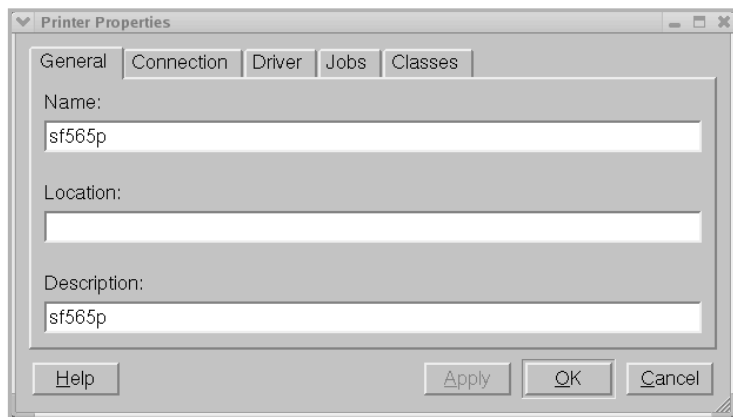 Printer Properties
General Connection Driver Jobs Classes
Name:
sf565p
Location:
Description:
sf565p
Help Apply OK Cancel